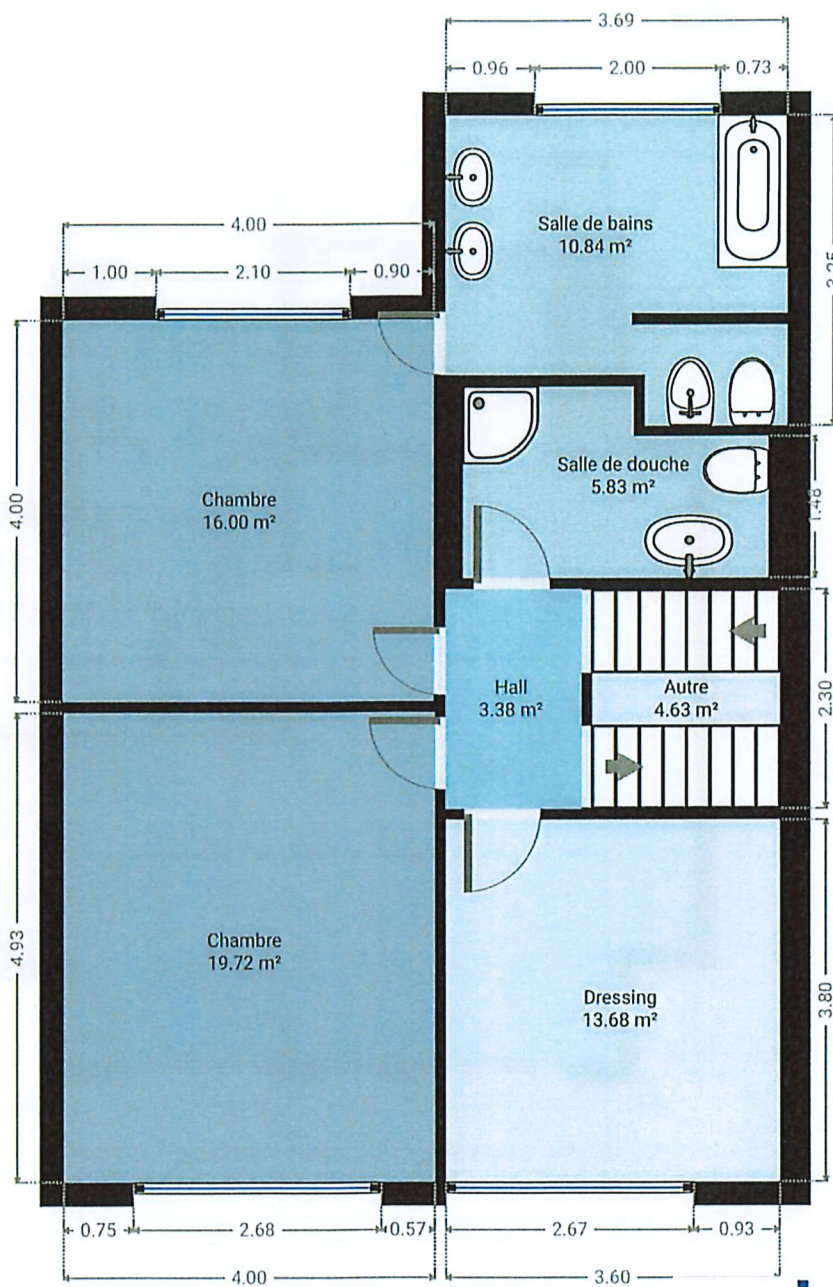 3.69
0.96 2.00 0.73
4.00
1.00 2.10 0.90
Salle de bains
10.84 m²
3.25
Chambre
16.00 m²
4.00
Salle de douche
5.83 m²
1.48
Hall
3.38 m²
Autre
4.63 m²
2.30
Chambre
19.72 m²
4.93
Dressing
13.68 m²
3.80
0.75 2.68 0.57 2.67 0.93
4.00 3.60